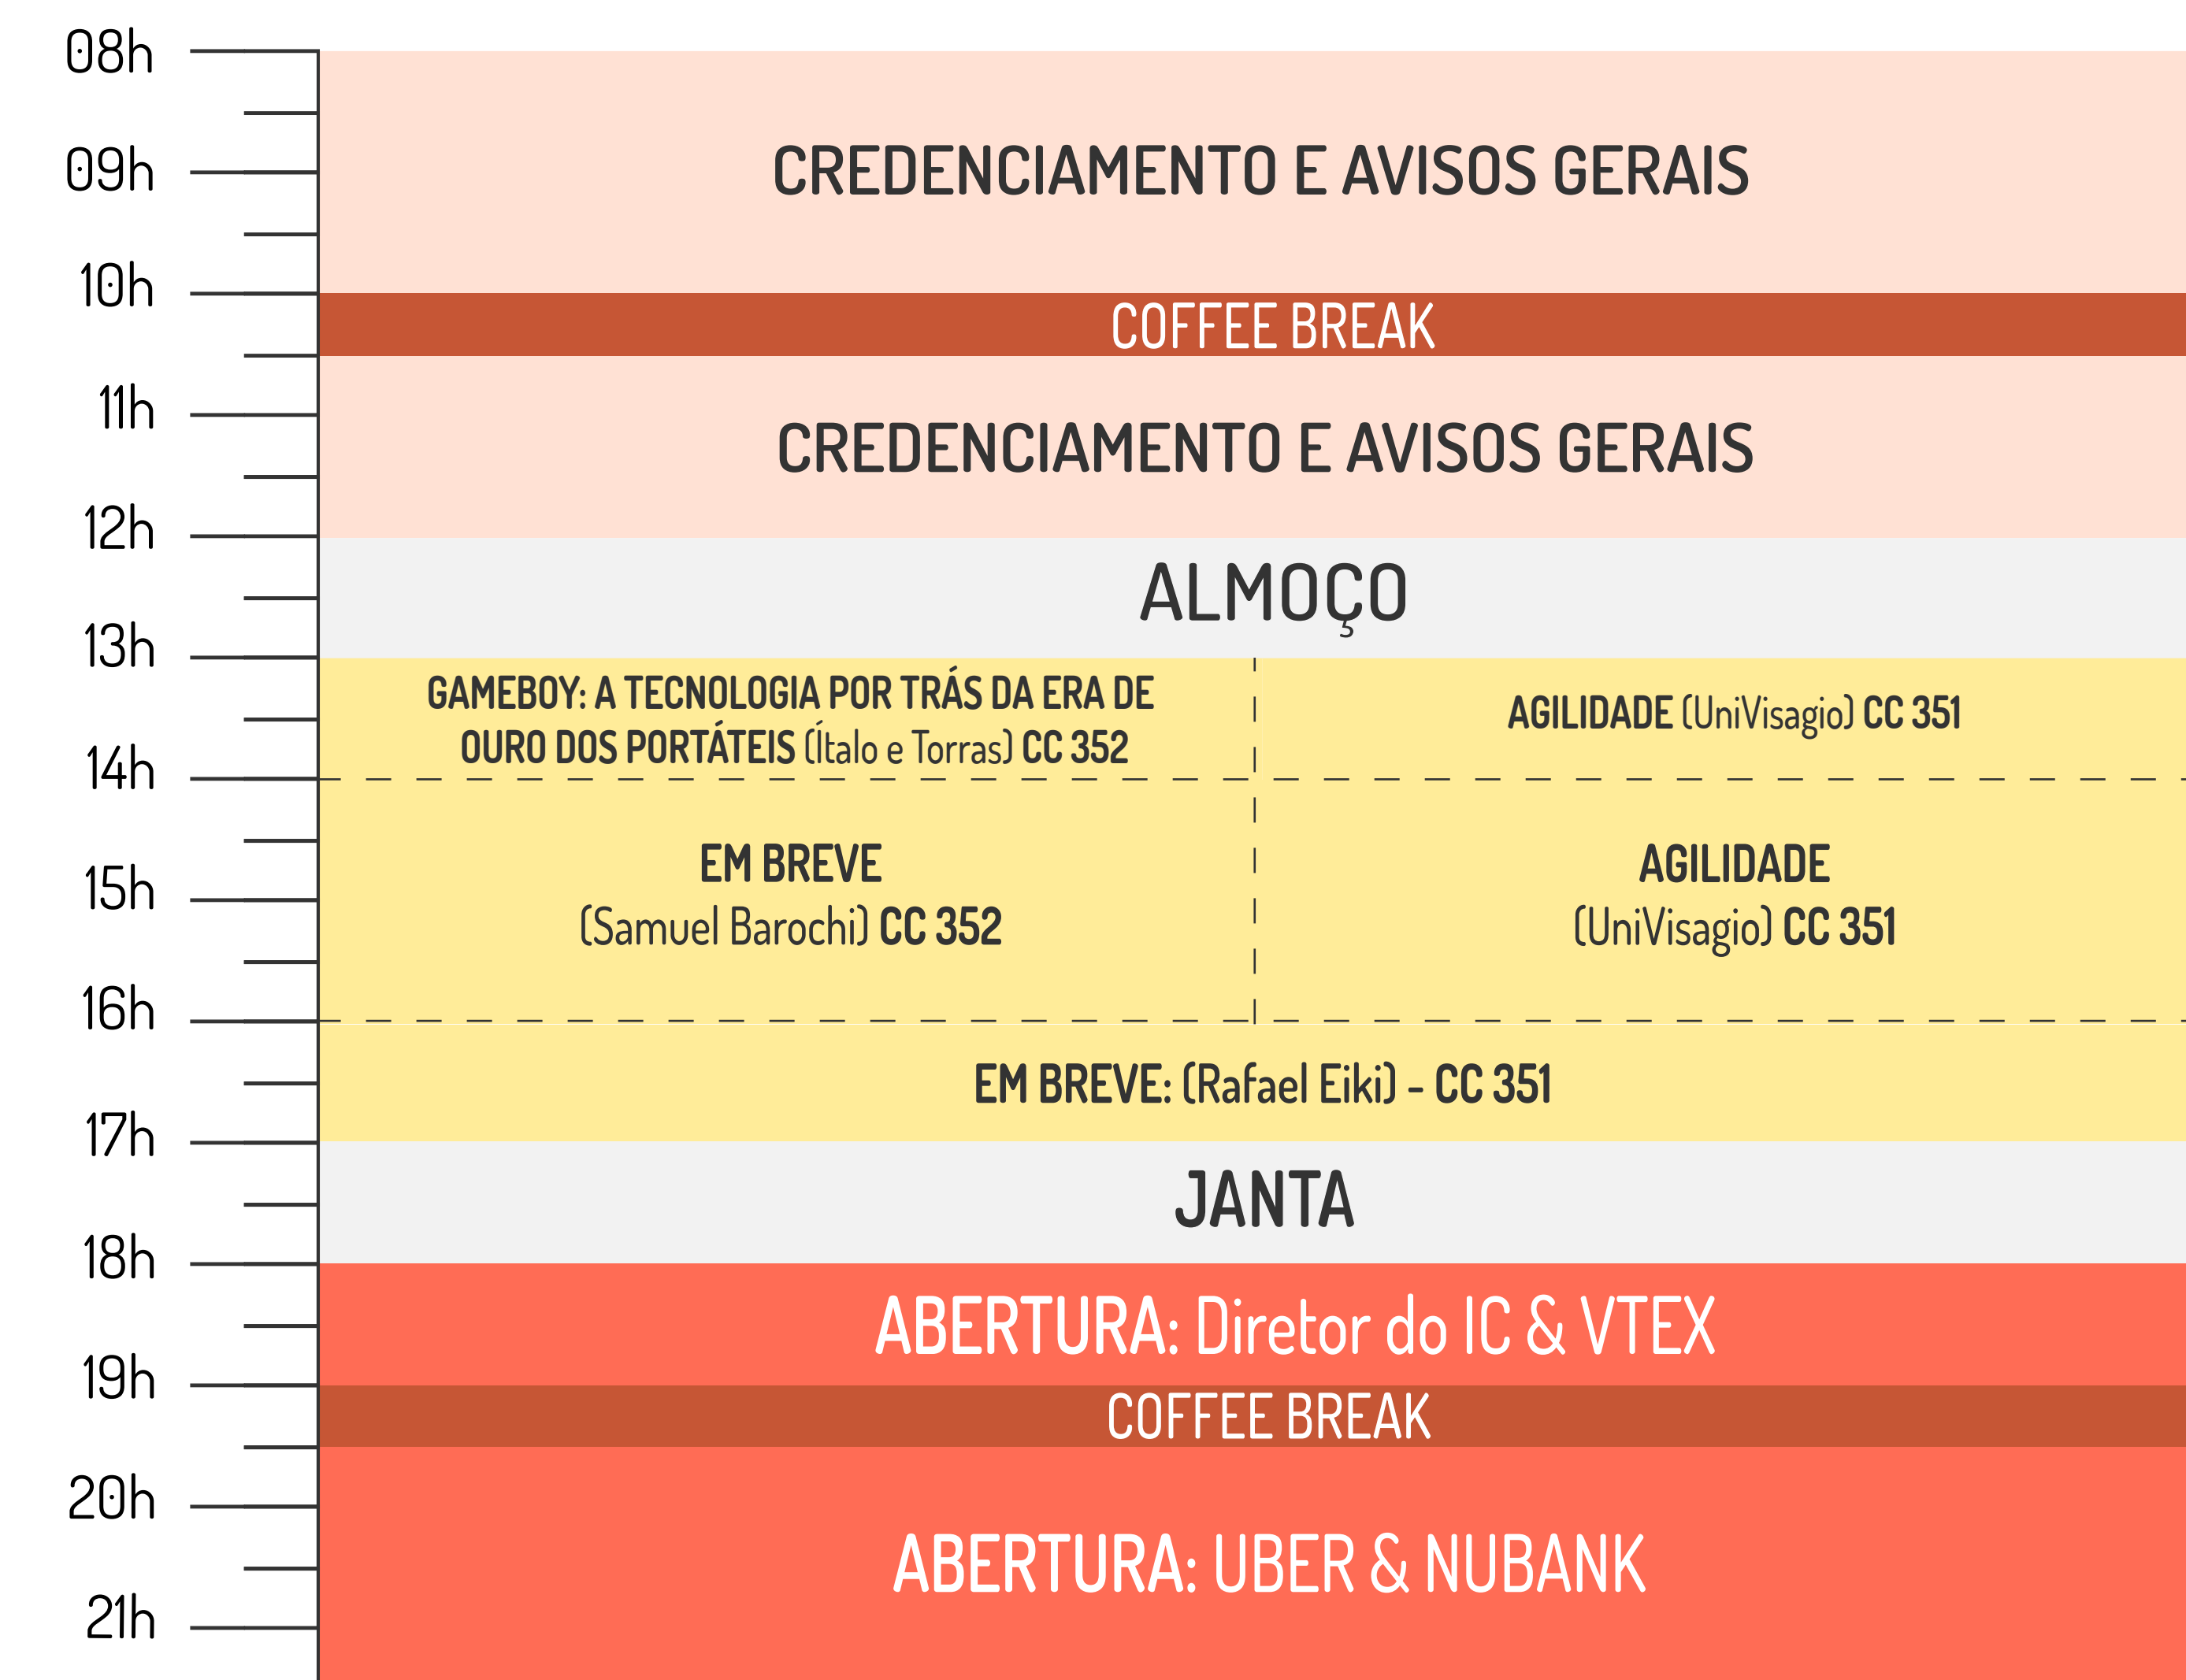 08h
09h
CREDENCIAMENTO E AVISOS GERAIS
10h
COFFEE BREAK
11h
CREDENCIAMENTO E AVISOS GERAIS
12h
ALMOÇO
13h
GAMEBOY: A TECNOLOGIA POR TRÁS DA ERA DE
OURO DOS PORTÁTEIS (Ítalo e Torras) CC 352
AGILIDADE (UniVisagio) CC 351
14h
EM BREVE
(Samuel Barochi) CC 352
AGILIDADE
(UniVisagio) CC 351
15h
16h
EM BREVE: (Rafael Eiki) - CC 351
17h
JANTA
18h
ABERTURA: Diretor do IC & VTEX
19h
COFFEE BREAK
20h
ABERTURA: UBER & NUBANK
21h